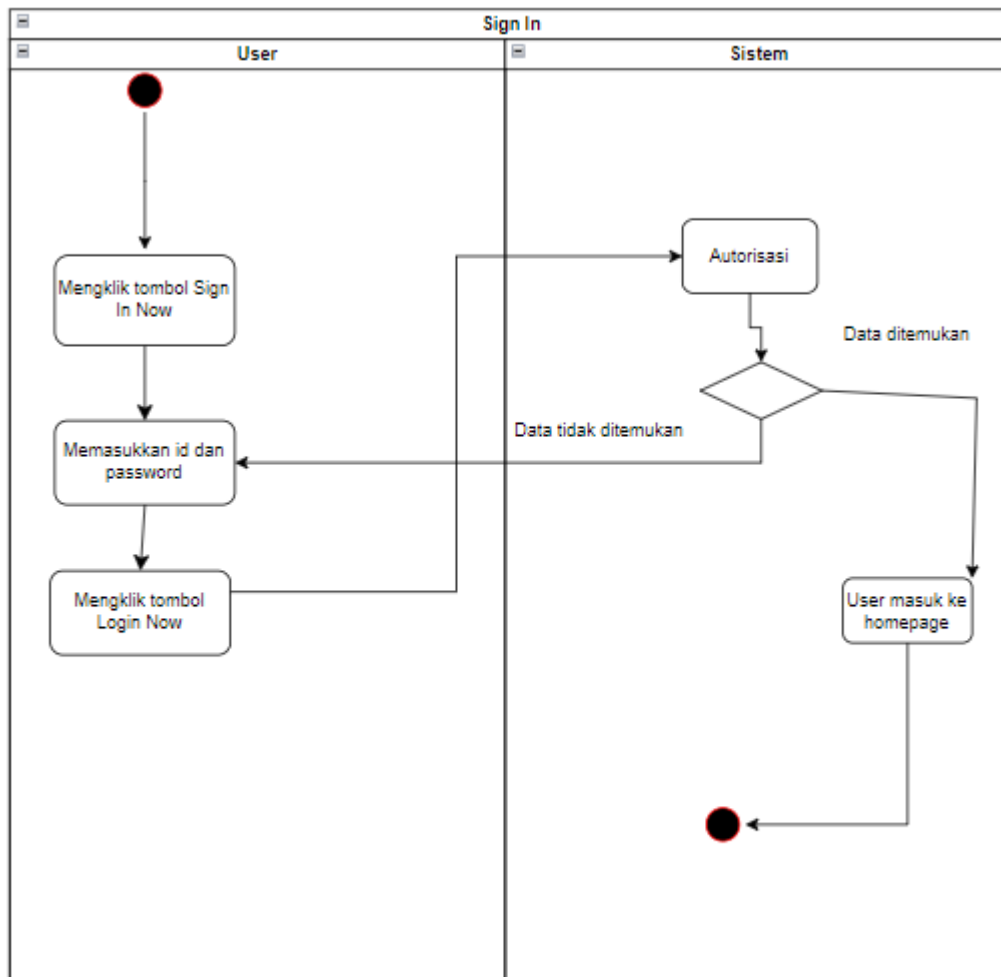 Sign In
User
Sistem
Mengklik tombol Sign
In Now
Autorisasi
Data ditemukan
Data tidak ditemukan
Memasukkan id dan
password
Mengklik tombol
Login Now
User masuk ke
homepage